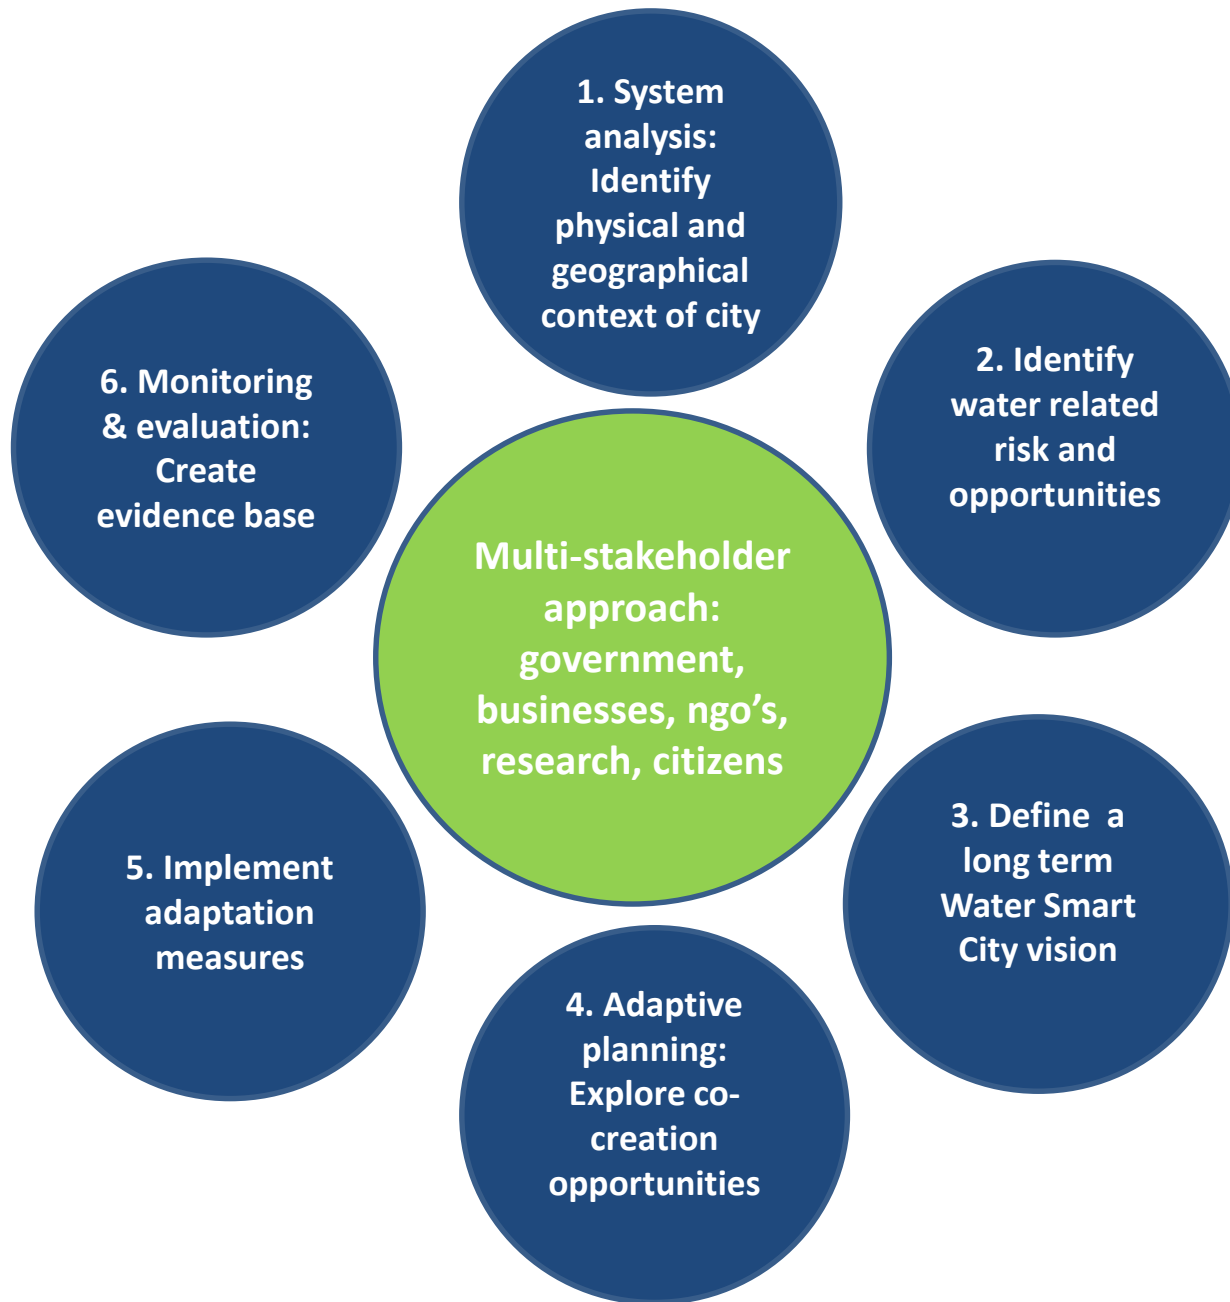 1. System
analysis:
Identify
physical and
geographical
context of city
2. Identify
water related
risk and
opportunities
3. Define  a
long term
Water Smart
City vision
4. Adaptive
planning:
Explore co-
creation
opportunities
5. Implement
adaptation
measures
6. Monitoring
& evaluation:
Create
evidence base
Multi-stakeholder
approach:
government,
businesses, ngo’s,
research, citizens